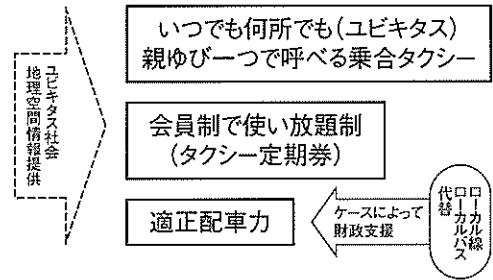 ユビキタス社会
地理空間情報提供
いつでも何所でも(ユビキタス)
親ゆび一つで呼べる乗合タクシー
会員制で使い放題制
(タクシー定期券)
適正配車力
ケースによって
財政支援
ローカル線
ローカルバス
代替